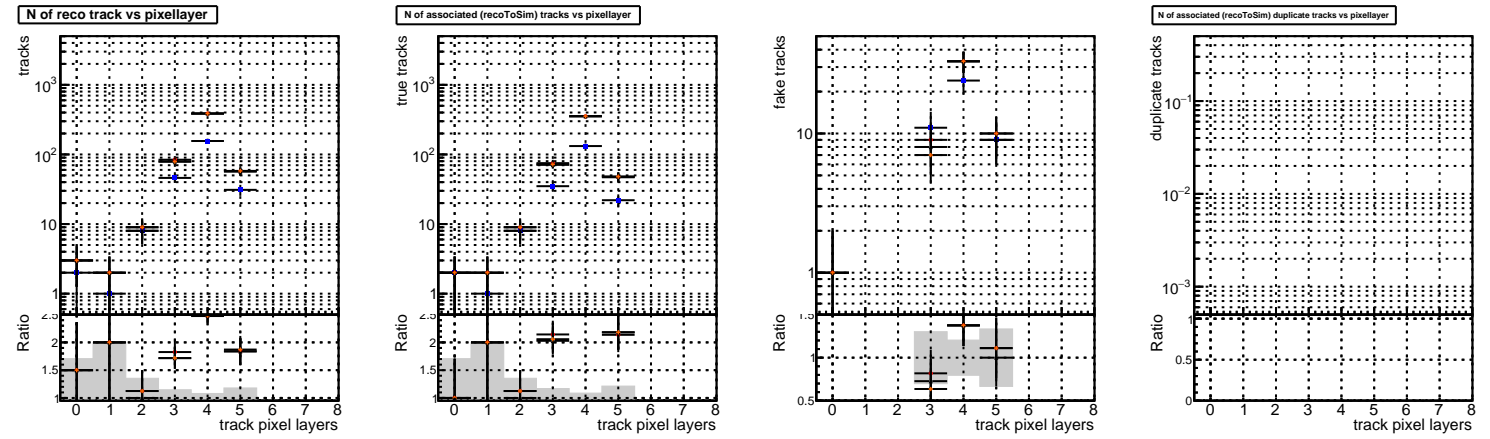 N of reco track vs pixellayer
tracks
10³
10²
10
1
Ratio
2.5
2
1.5
1
0 1 2 3 4 5 6 7 8
track pixel layers
N of associated (recoToSim) tracks vs pixellayer
true tracks
10³
10²
10
1
Ratio
2.5
2
1.5
1
0 1 2 3 4 5 6 7 8
track pixel layers
fake tracks
10
1
Ratio
1.5
1
0.5
0 1 2 3 4 5 6 7 8
track pixel layers
N of associated (recoToSim) duplicate tracks vs pixellayer
duplicate tracks
10⁻¹
10⁻²
10⁻³
Ratio
1
0.5
0
0 1 2 3 4 5 6 7 8
track pixel layers